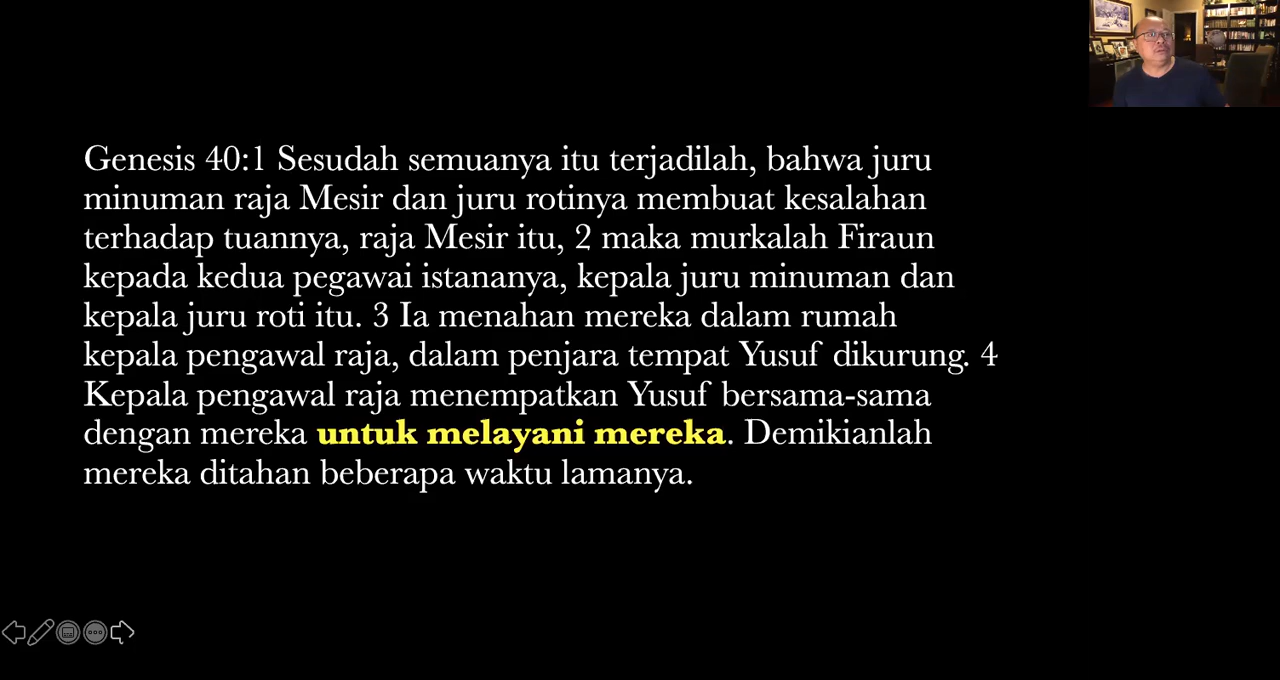 Genesis 40:1 Sesudah semuanya itu terjadilah, bahwa juru
minuman raja Mesir dan juru rotinya membuat kesalahan
terhadap tuannya, raja Mesir itu, 2 maka murkalah Firaun
kepada kedua pegawai istananya, kepala juru minuman dan
kepala juru roti itu. 3 Ia menahan mereka dalam rumah
kepala pengawal raja, dalam penjara tempat Yusuf dikurung. 4
Kepala pengawal raja menempatkan Yusuf bersama-sama
dengan mereka untuk melayani mereka. Demikianlah
mereka ditahan beberapa waktu lamanya.